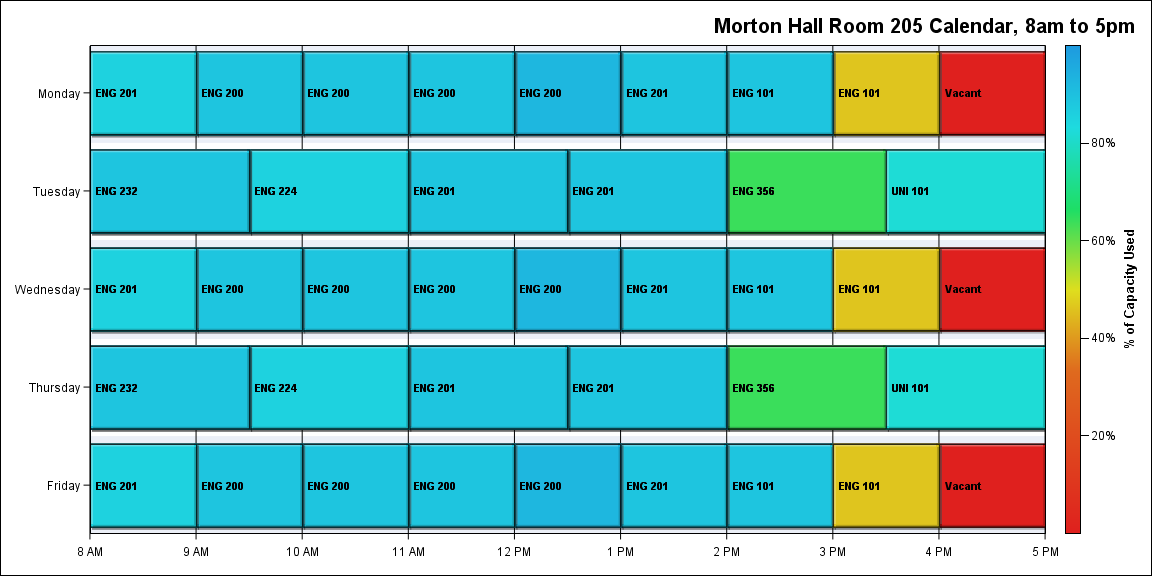 Morton Hall Room 205 Calendar, 8am to 5pm
Monday ENG 201 ENG 200 ENG 200 ENG 200 ENG 200 ENG 201 ENG 101 ENG 101 Vacant
80%
Tuesday ENG 232 ENG 224 ENG 201 ENG 201 ENG 356 UNI 101
60%
% of Capacity Used
Wednesday ENG 201 ENG 200 ENG 200 ENG 200 ENG 200 ENG 201 ENG 101 ENG 101 Vacant
40%
Thursday ENG 232 ENG 224 ENG 201 ENG 201 ENG 356 UNI 101
20%
Friday ENG 201 ENG 200 ENG 200 ENG 200 ENG 200 ENG 201 ENG 101 ENG 101 Vacant
8 AM 9 AM 10 AM 11 AM 12 PM 1 PM 2 PM 3 PM 4 PM 5 PM